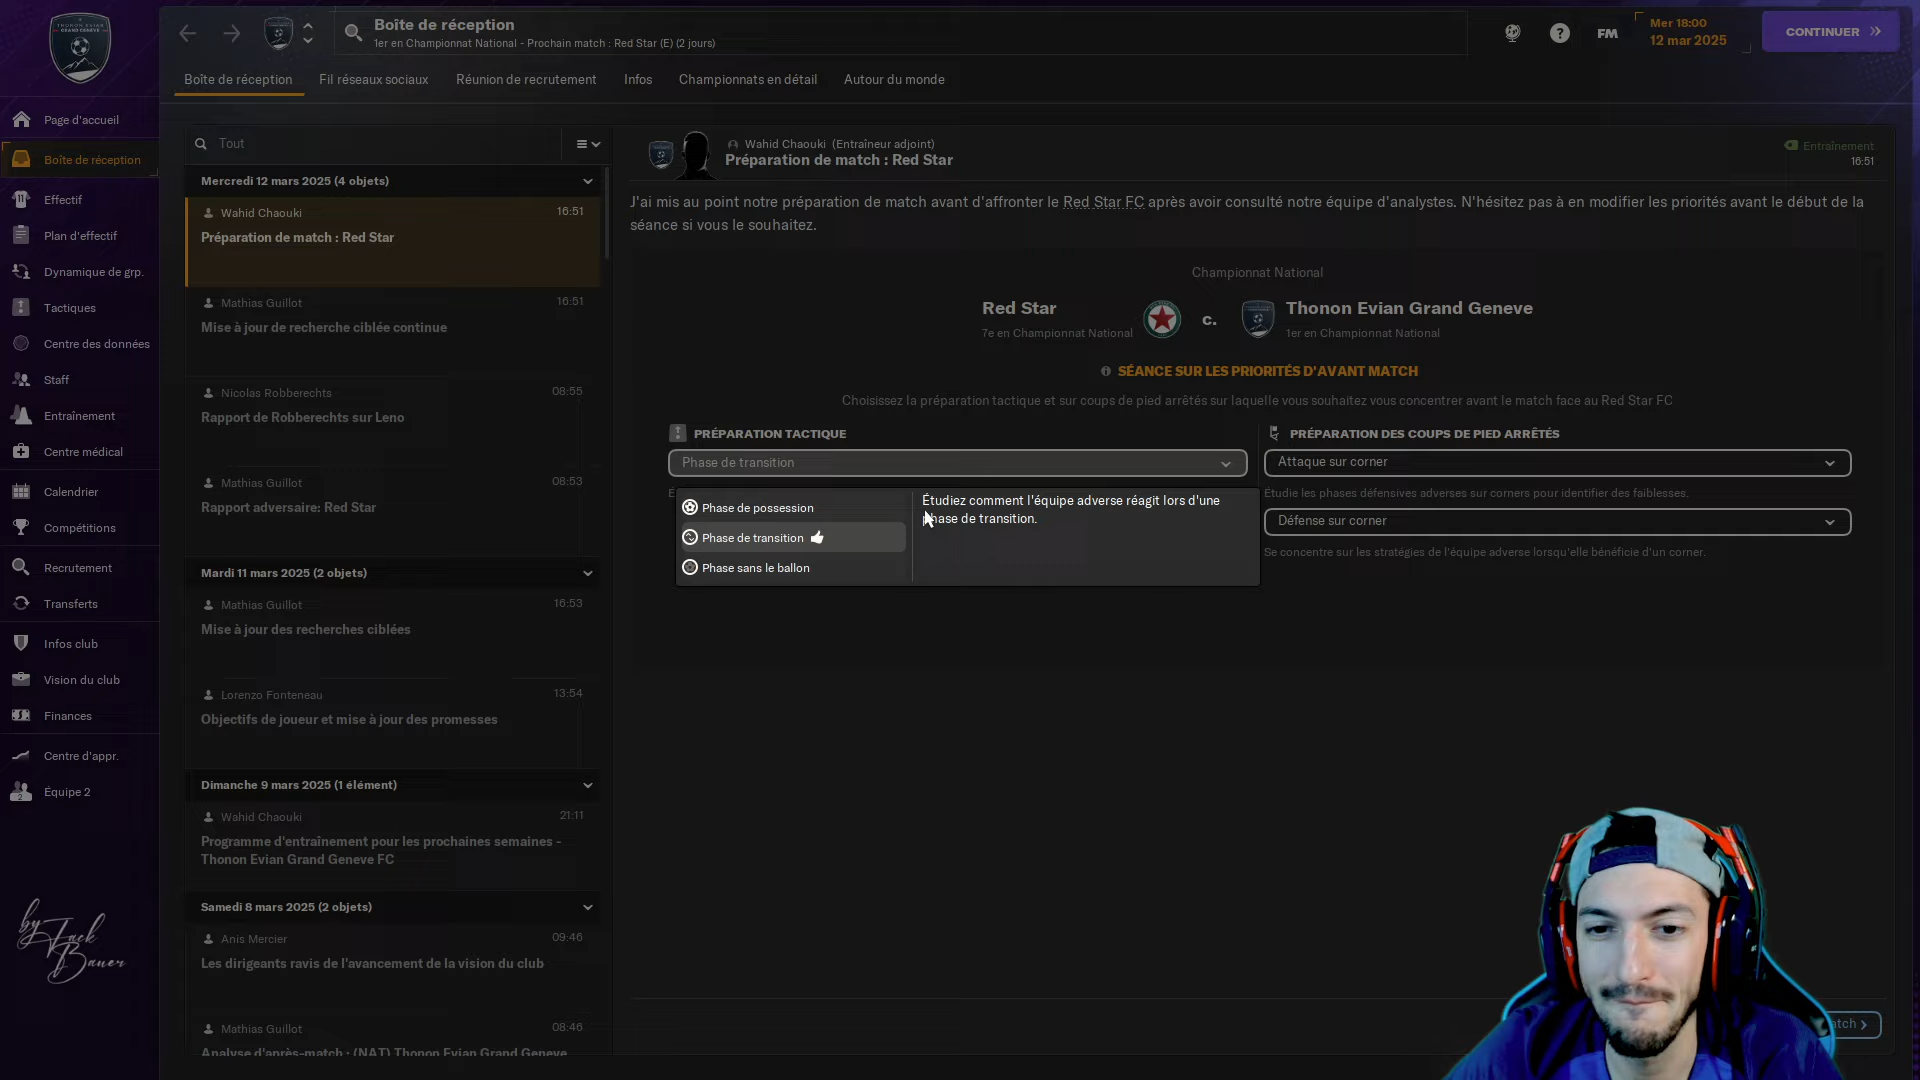 Boîte de réception
1er en Championnat National - Prochain match : Red Star (E) (2 jours)
FM
Mer 18:00
12 mar 2025
CONTINUER
Boîte de réception
Fil réseaux sociaux
Réunion de recrutement
Infos
Championnats en détail
Autour du monde
Page d'accueil
Boîte de réception
Effectif
Plan d'effectif
Dynamique de grp.
Tactiques
Centre des données
Staff
Entraînement
Centre médical
Calendrier
Compétitions
Recrutement
Transferts
Infos club
Vision du club
Finances
Centre d'appr.
Équipe 2
by Jack Bauer
Tout
Mercredi 12 mars 2025 (4 objets)
Wahid Chaouki 16:51
Préparation de match : Red Star
Mathias Guillot 16:51
Mise à jour de recherche ciblée continue
Nicolas Robberechts 08:55
Rapport de Robberechts sur Leno
Mathias Guillot 08:53
Rapport adversaire: Red Star
Mardi 11 mars 2025 (2 objets)
Mathias Guillot 16:53
Mise à jour des recherches ciblées
Lorenzo Fonteneau 13:54
Objectifs de joueur et mise à jour des promesses
Dimanche 9 mars 2025 (1 élément)
Wahid Chaouki 21:11
Programme d'entraînement pour les prochaines semaines -
Thonon Evian Grand Geneve FC
Samedi 8 mars 2025 (2 objets)
Anis Mercier 09:46
Les dirigeants ravis de l'avancement de la vision du club
Mathias Guillot 08:46
Analyse d'après-match : (NAT) Thonon Evian Grand Geneve
Wahid Chaouki (Entraîneur adjoint)
Préparation de match : Red Star
Entraînement
16:51
J'ai mis au point notre préparation de match avant d'affronter le Red Star FC après avoir consulté notre équipe d'analystes. N'hésitez pas à en modifier les priorités avant le début de la
séance si vous le souhaitez.
Championnat National
Red Star
7e en Championnat National
c.
Thonon Evian Grand Geneve
1er en Championnat National
SÉANCE SUR LES PRIORITÉS D'AVANT MATCH
Choisissez la préparation tactique et sur coups de pied arrêtés sur laquelle vous souhaitez vous concentrer avant le match face au Red Star FC
PRÉPARATION TACTIQUE
Phase de transition
Phase de possession
Phase de transition
Phase sans le ballon
Étudiez comment l'équipe adverse réagit lors d'une
phase de transition.
PRÉPARATION DES COUPS DE PIED ARRÊTÉS
Attaque sur corner
Étudie les phases défensives adverses sur corners pour identifier des faiblesses.
Défense sur corner
Se concentre sur les stratégies de l'équipe adverse lorsqu'elle bénéficie d'un corner.